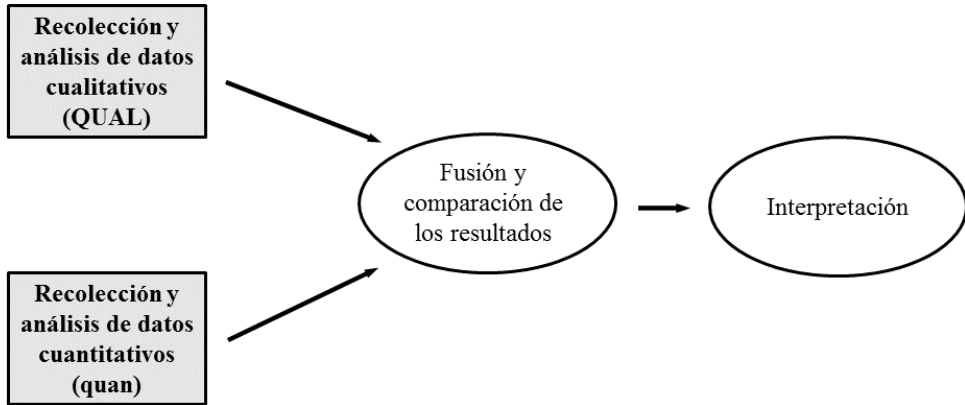 Recolección y
análisis de datos
cualitativos
(QUAL)
Fusión y
comparación de
los resultados
Interpretación
Recolección y
análisis de datos
cuantitativos
(quan)